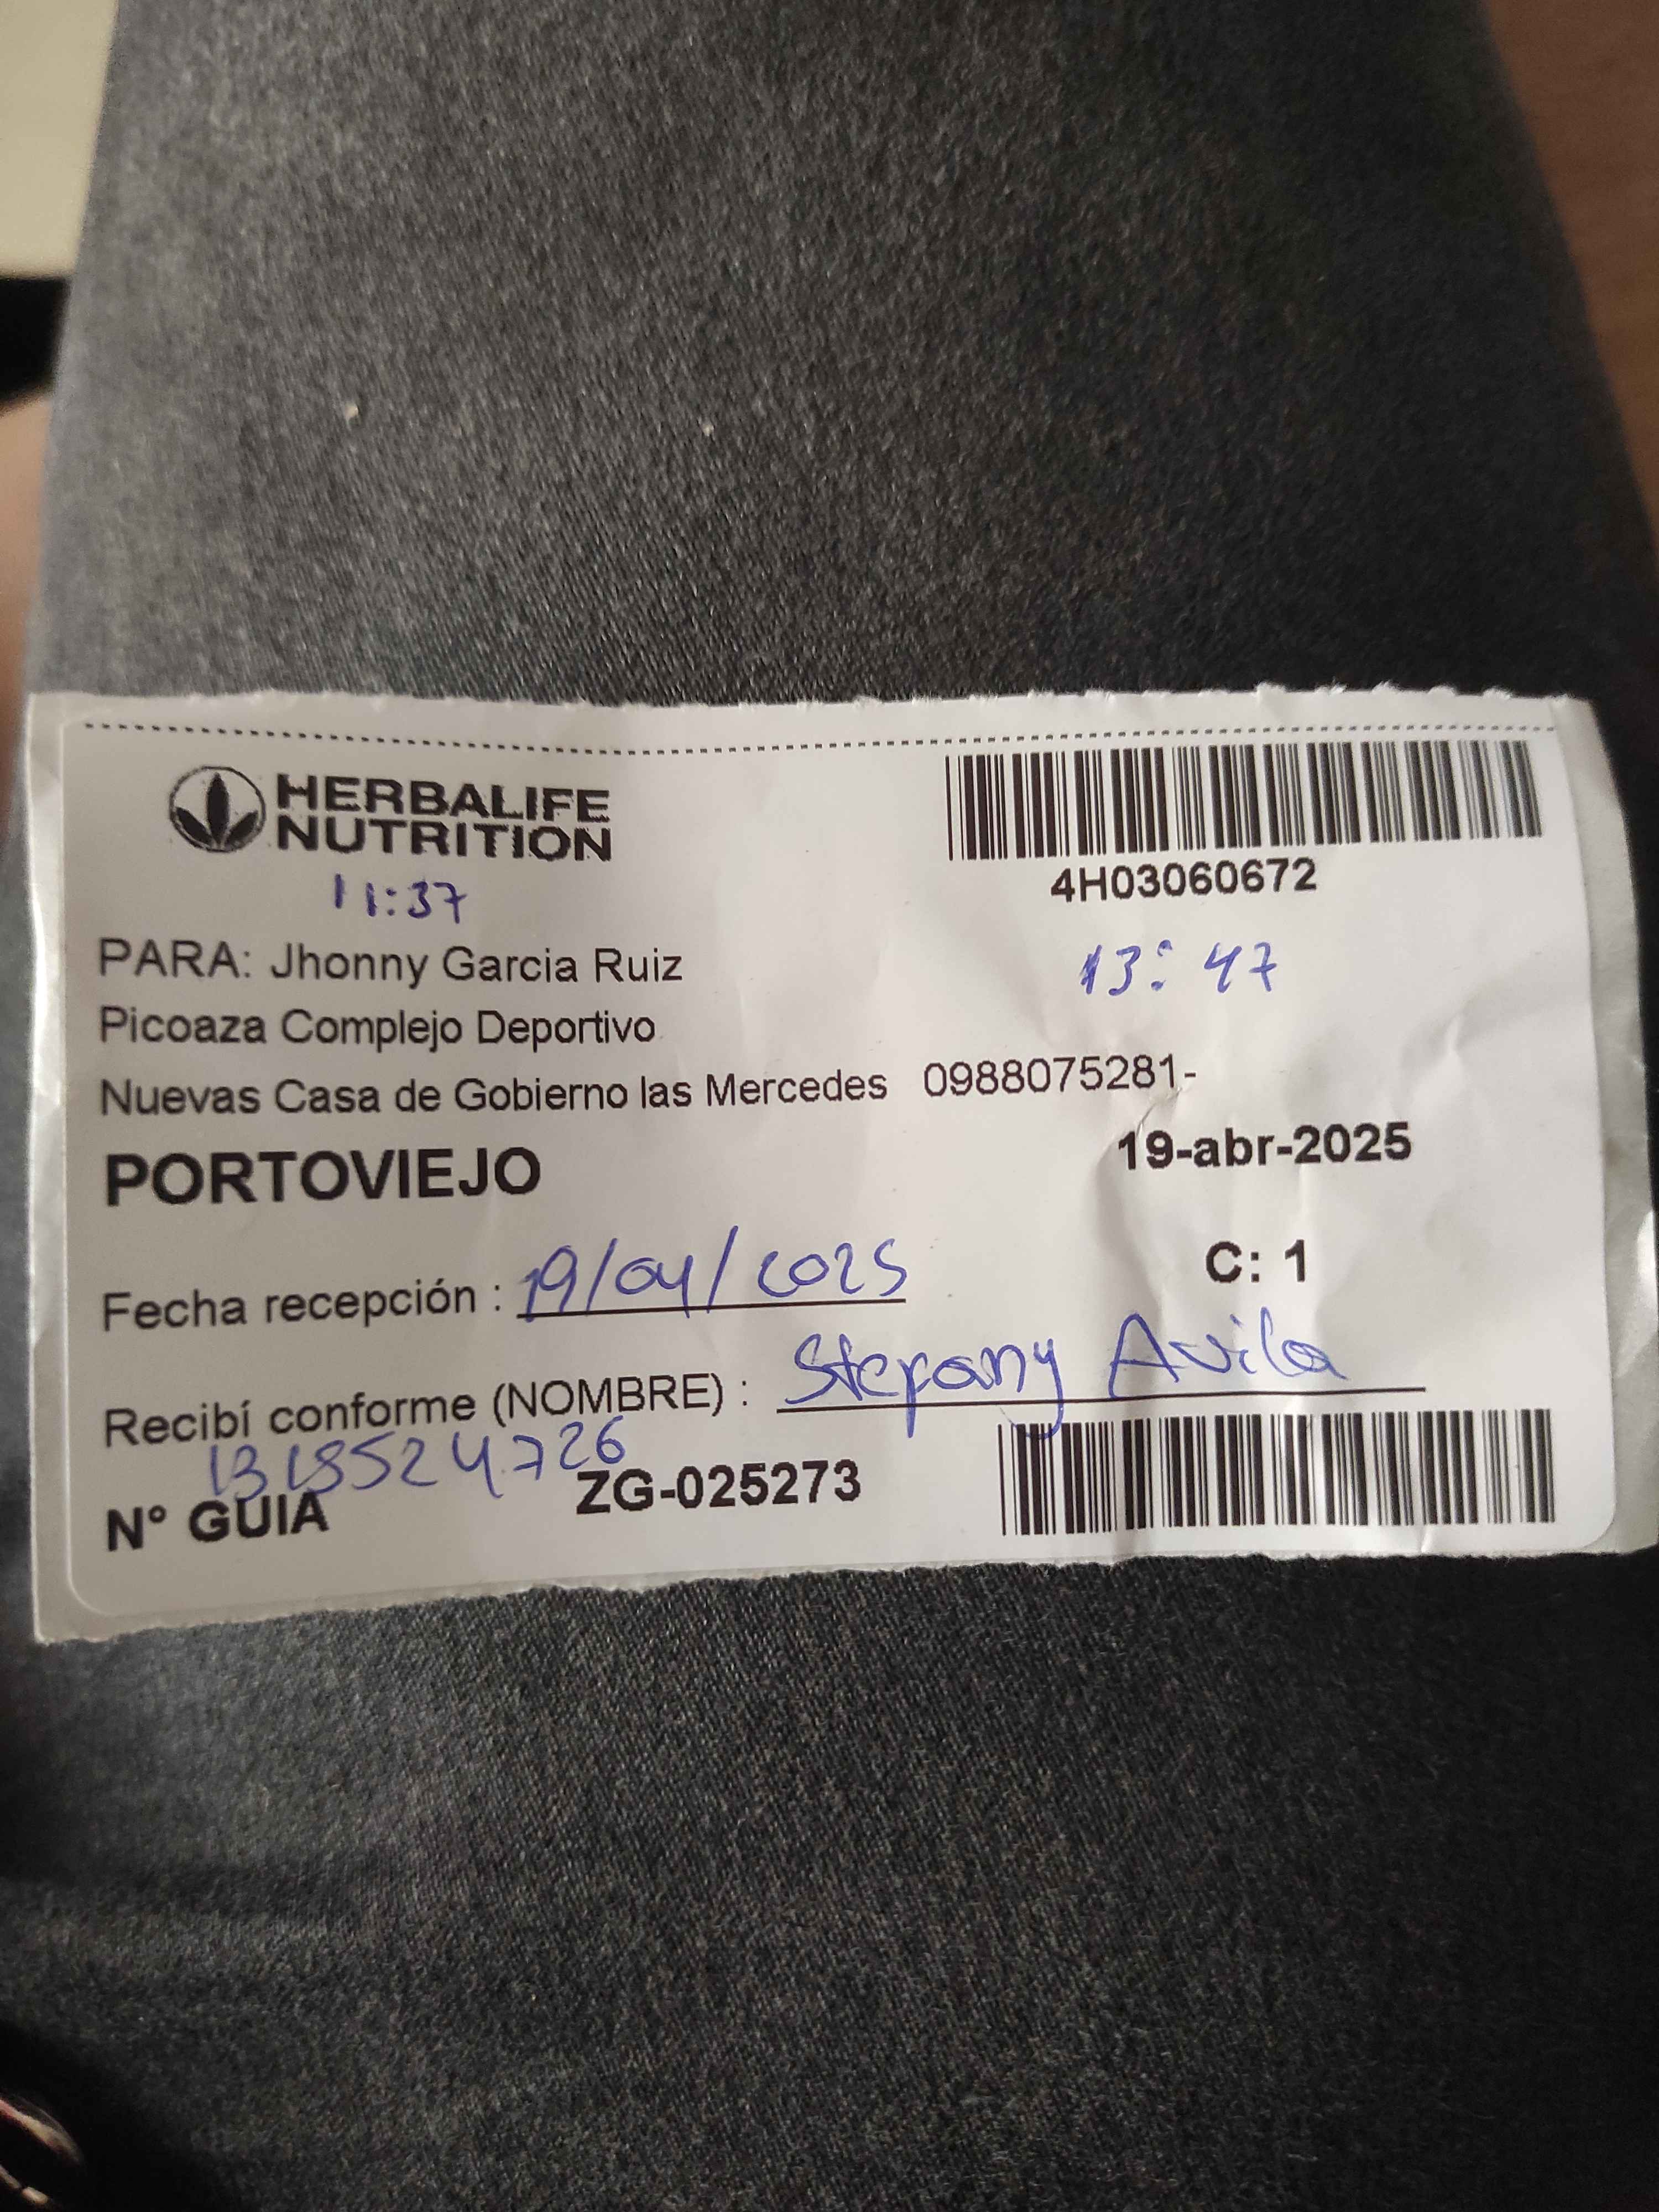 HERBALIFE
NUTRITION
4H03060672
11:37
PARA: Jhonny Garcia Ruiz
13:47
Picoaza Complejo Deportivo
Nuevas Casa de Gobierno las Mercedes 0988075281-
PORTOVIEJO
19-abr-2025
Fecha recepción : 19/04/2025
C: 1
Recibí conforme (NOMBRE) : Stefany Avila
N° GUIA ZG-025273